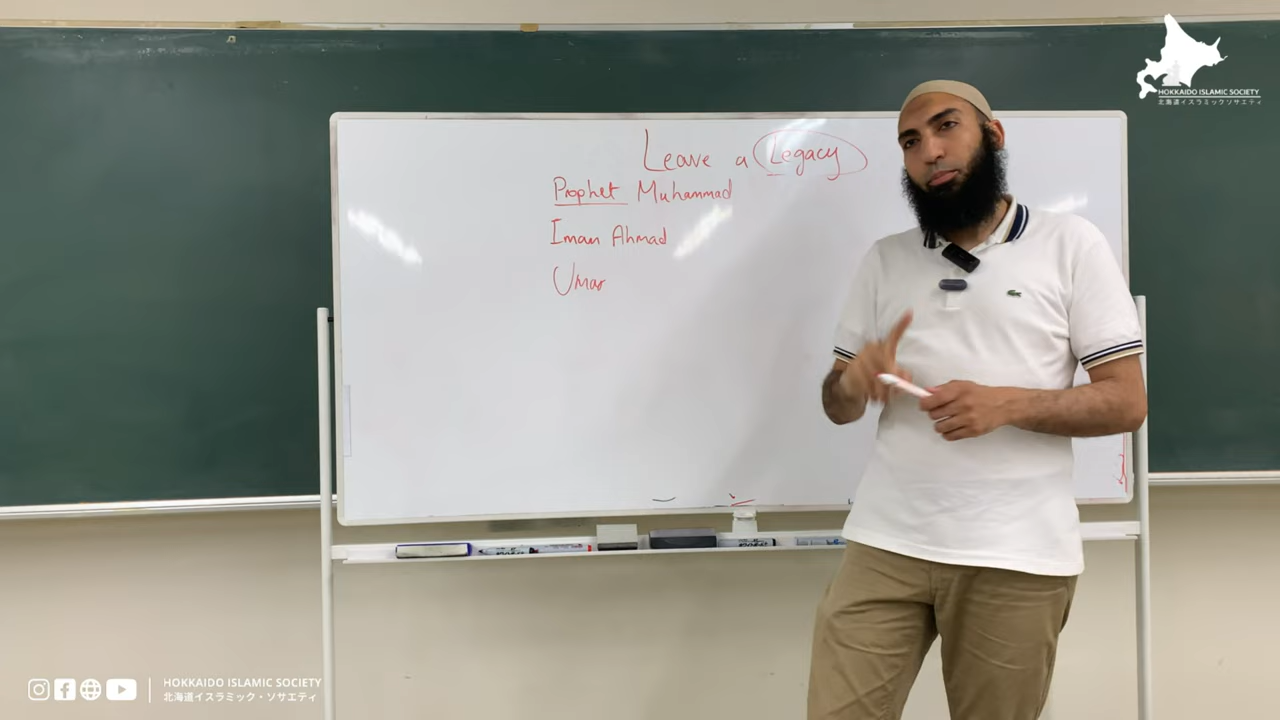 HOKKAIDO ISLAMIC SOCIETY
北海道イスラミックソサエティ
Leave a Legacy
Prophet Muhammad
Imam Ahmad
Umar
HOKKAIDO ISLAMIC SOCIETY
北海道イスラミック・ソサエティ